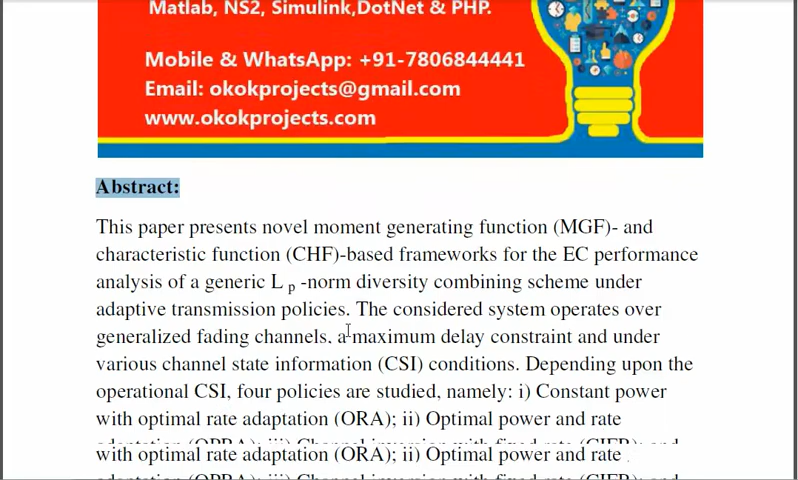 Matlab, NS2, Simulink,DotNet & PHP.
Mobile & WhatsApp: +91-7806844441
Email: okokprojects@gmail.com
www.okokprojects.com
Abstract:
This paper presents novel moment generating function (MGF)- and
characteristic function (CHF)-based frameworks for the EC performance
analysis of a generic L p -norm diversity combining scheme under
adaptive transmission policies. The considered system operates over
generalized fading channels, a maximum delay constraint and under
various channel state information (CSI) conditions. Depending upon the
operational CSI, four policies are studied, namely: i) Constant power
with optimal rate adaptation (ORA); ii) Optimal power and rate
with optimal rate adaptation (ORA); ii) Optimal power and rate